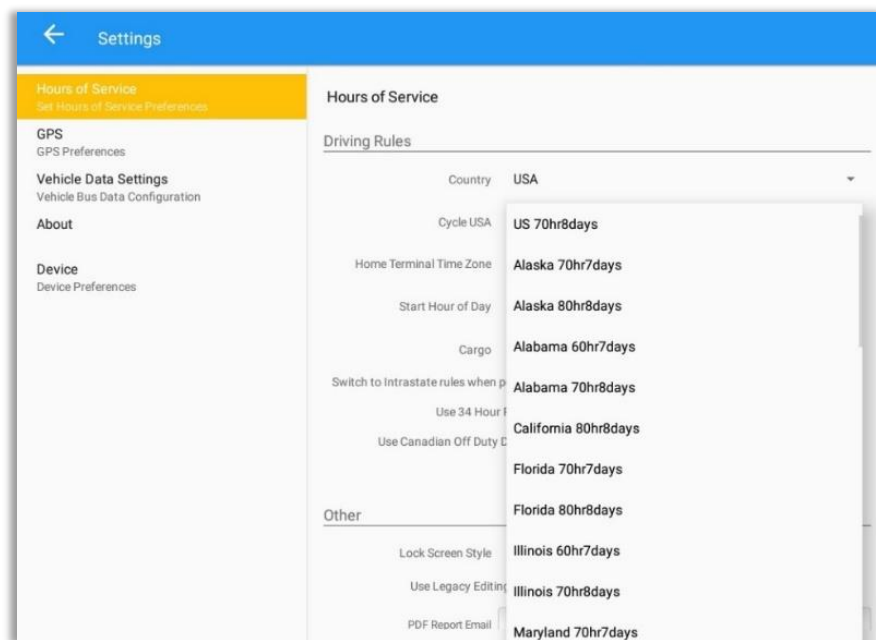 Settings
Hours of Service
Set Hours of Service Preferences
GPS
GPS Preferences
Vehicle Data Settings
Vehicle Bus Data Configuration
About
Device
Device Preferences
Hours of Service
Driving Rules
Country USA
Cycle USA
Home Terminal Time Zone
Start Hour of Day
Cargo
Switch to Intrastate rules when
Use 34 Hour
Use Canadian Off Duty
US 70hr8days
Alaska 70hr7days
Alaska 80hr8days
Alabama 60hr7days
Alabama 70hr8days
California 80hr8days
Florida 70hr7days
Florida 80hr8days
Illinois 60hr7days
Illinois 70hr8days
Maryland 70hr7days
Other
Lock Screen Style
Use Legacy Editing
PDF Report Email